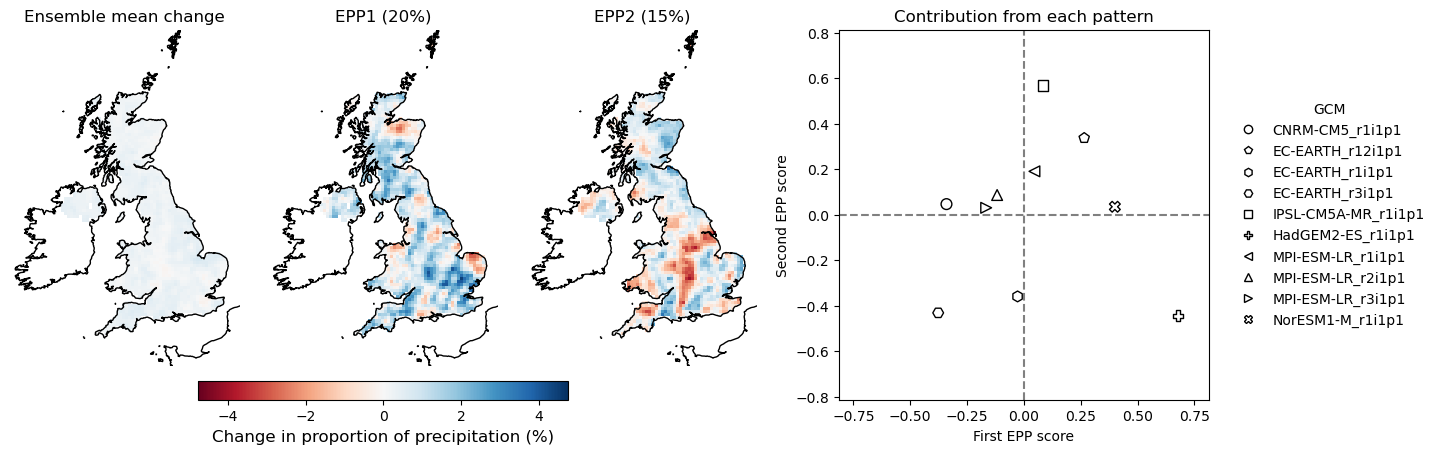 Ensemble mean change
EPP1 (20%)
EPP2 (15%)
−4
−2
0
2
4
Change in proportion of precipitation (%)
Contribution from each pattern
0.8
0.6
0.4
0.2
0.0
−0.2
−0.4
−0.6
−0.8
Second EPP score
−0.75
−0.50
−0.25
0.00
0.25
0.50
0.75
First EPP score
GCM
CNRM-CM5_r1i1p1
EC-EARTH_r12i1p1
EC-EARTH_r1i1p1
EC-EARTH_r3i1p1
IPSL-CM5A-MR_r1i1p1
HadGEM2-ES_r1i1p1
MPI-ESM-LR_r1i1p1
MPI-ESM-LR_r2i1p1
MPI-ESM-LR_r3i1p1
NorESM1-M_r1i1p1